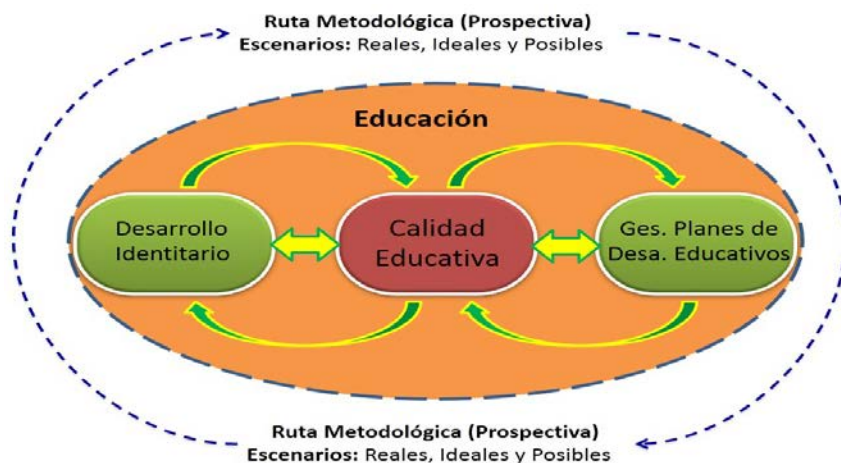 Ruta Metodológica (Prospectiva)
Escenarios: Reales, Ideales y Posibles
Educación
Desarrollo
Identitario
Calidad
Educativa
Ges. Planes de
Desa. Educativos
Ruta Metodológica (Prospectiva)
Escenarios: Reales, Ideales y Posibles